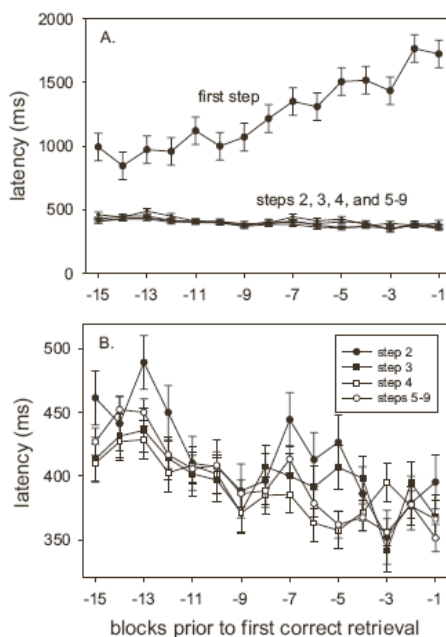 A.
2000
1500
1000
500
0
latency (ms)
first step
steps 2, 3, 4, and 5-9
-15 -13 -11 -9 -7 -5 -3 -1
B.
500
450
400
350
latency (ms)
step 2
step 3
step 4
steps 5-9
-15 -13 -11 -9 -7 -5 -3 -1
blocks prior to first correct retrieval